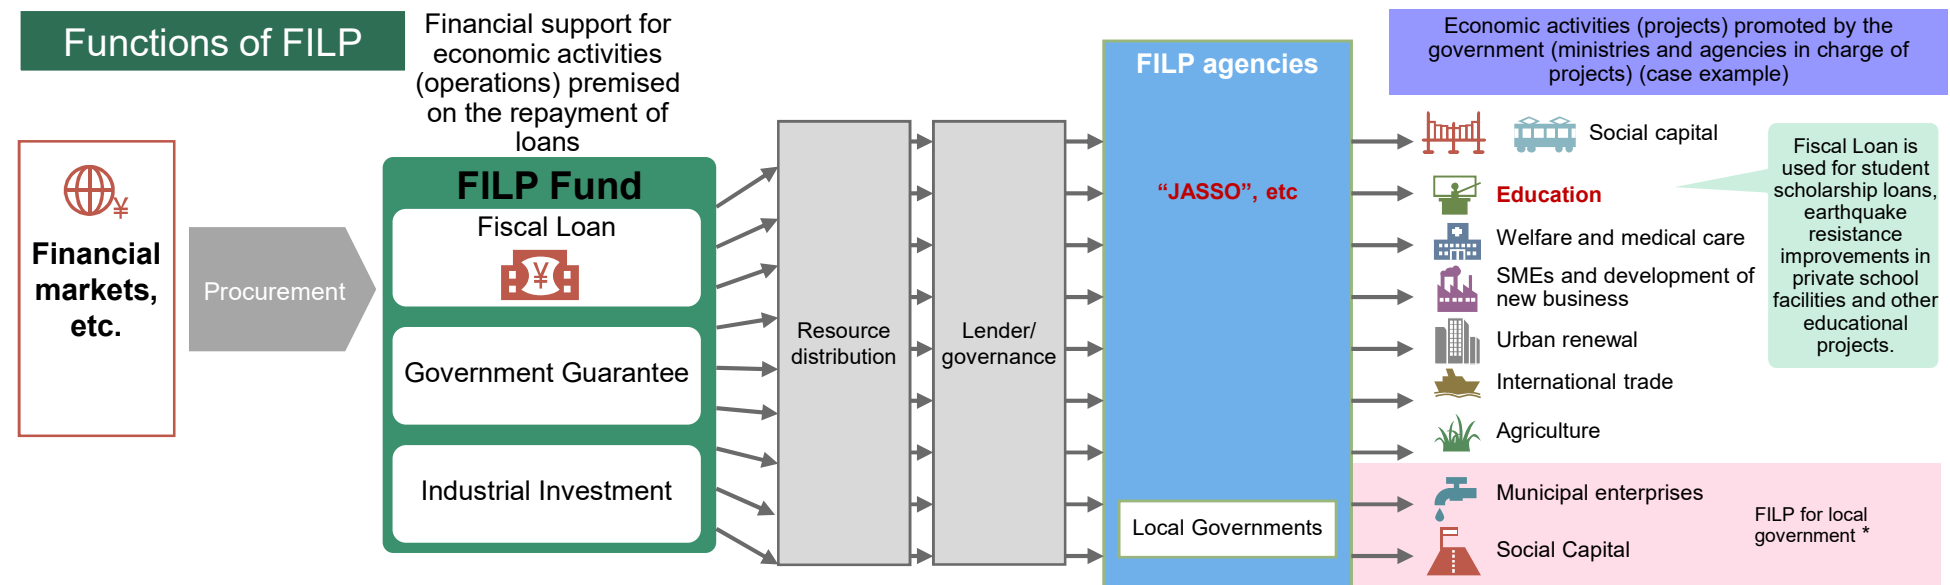 Functions of FILP
Financial support for
economic activities
(operations) premised
on the repayment of
loans
¥
Financial
markets,
etc.
Procurement
FILP Fund
Fiscal Loan
¥
Government Guarantee
Industrial Investment
Resource
distribution
Lender/
governance
FILP agencies
“JASSO”, etc
Local Governments
Economic activities (projects) promoted by the
government (ministries and agencies in charge of
projects) (case example)
Social capital
Education
Welfare and medical care
SMEs and development of
new business
Urban renewal
International trade
Agriculture
Municipal enterprises
Social Capital
FILP for local
government *
Fiscal Loan is
used for student
scholarship loans,
earthquake
resistance
improvements in
private school
facilities and other
educational
projects.